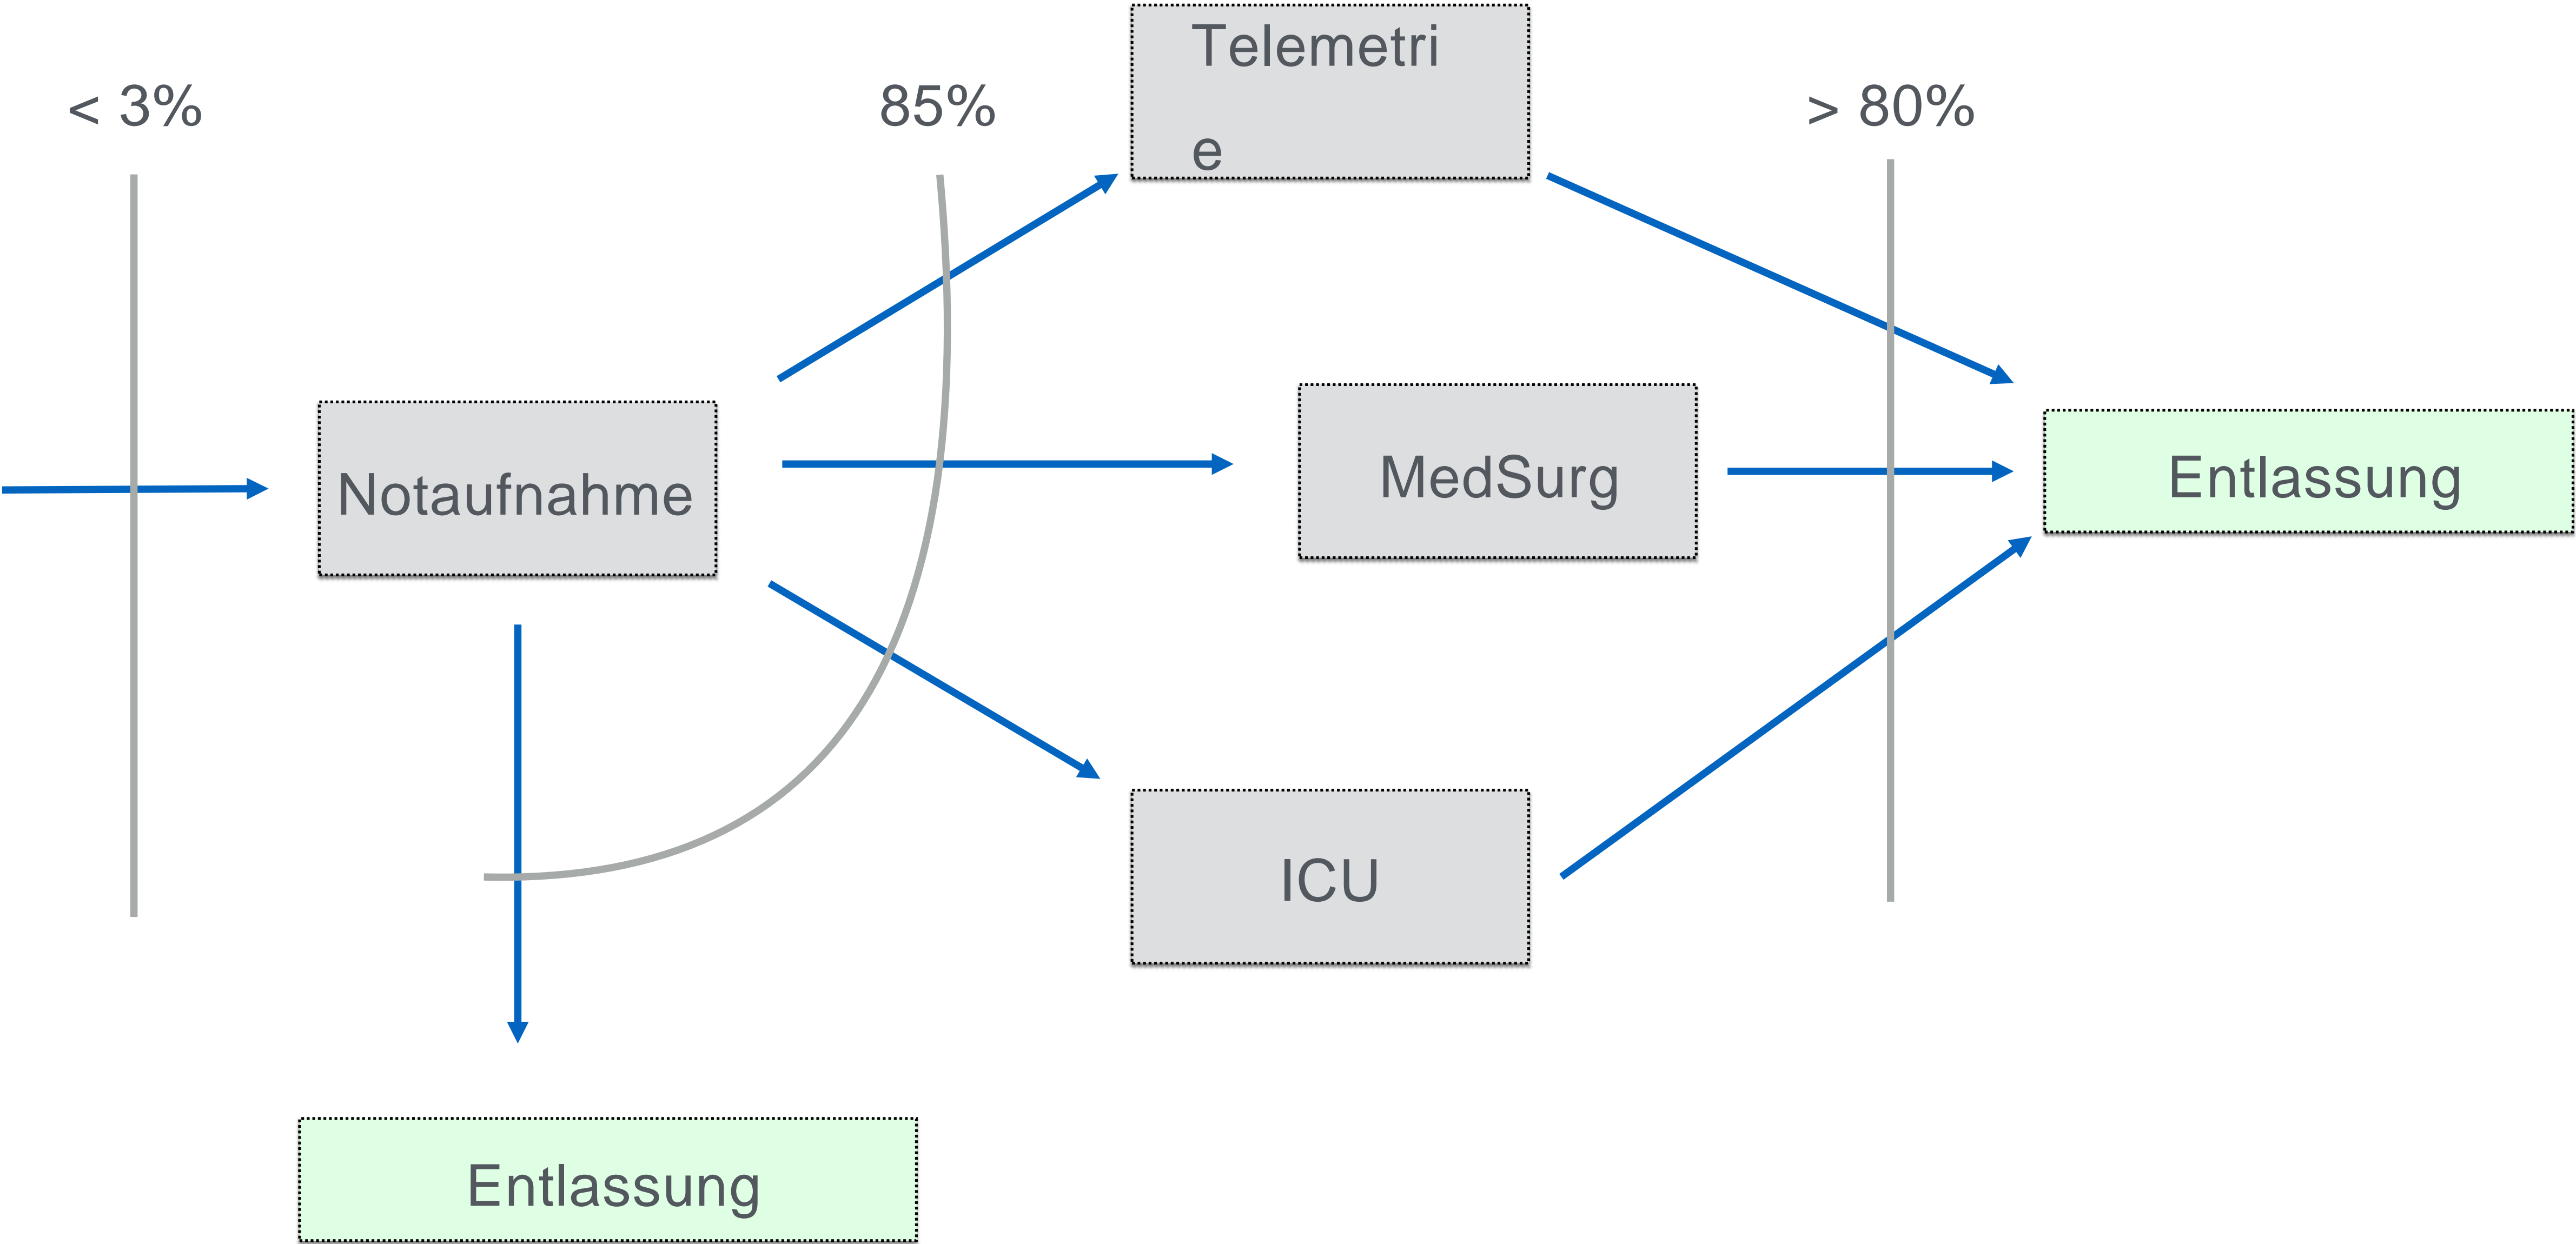 < 3%
85%
> 80%
Telemetri
e
Notaufnahme
MedSurg
Entlassung
ICU
Entlassung